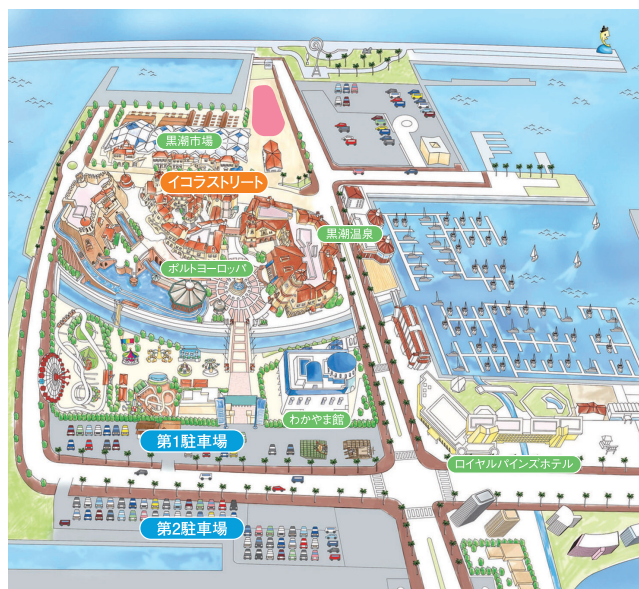 黒潮市場
イコラストリート
黒潮温泉
ポルトヨーロッパ
わかやま館
第1駐車場
ロイヤルパインズホテル
第2駐車場